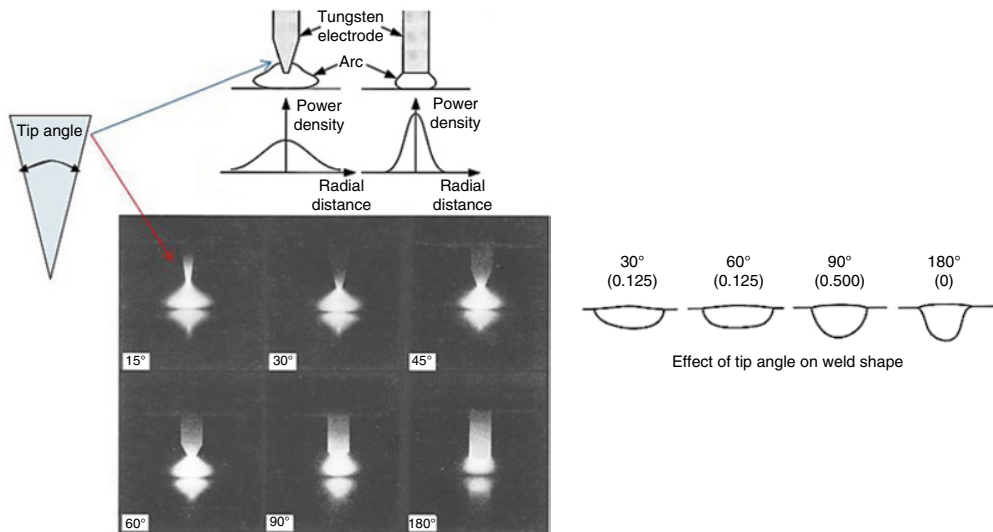 Tungsten
electrode
Arc
Power
density
Power
density
Radial
distance
Radial
distance
Tip angle
15°
30°
45°
60°
90°
180°
30°
(0.125)
60°
(0.125)
90°
(0.500)
180°
(0)
Effect of tip angle on weld shape